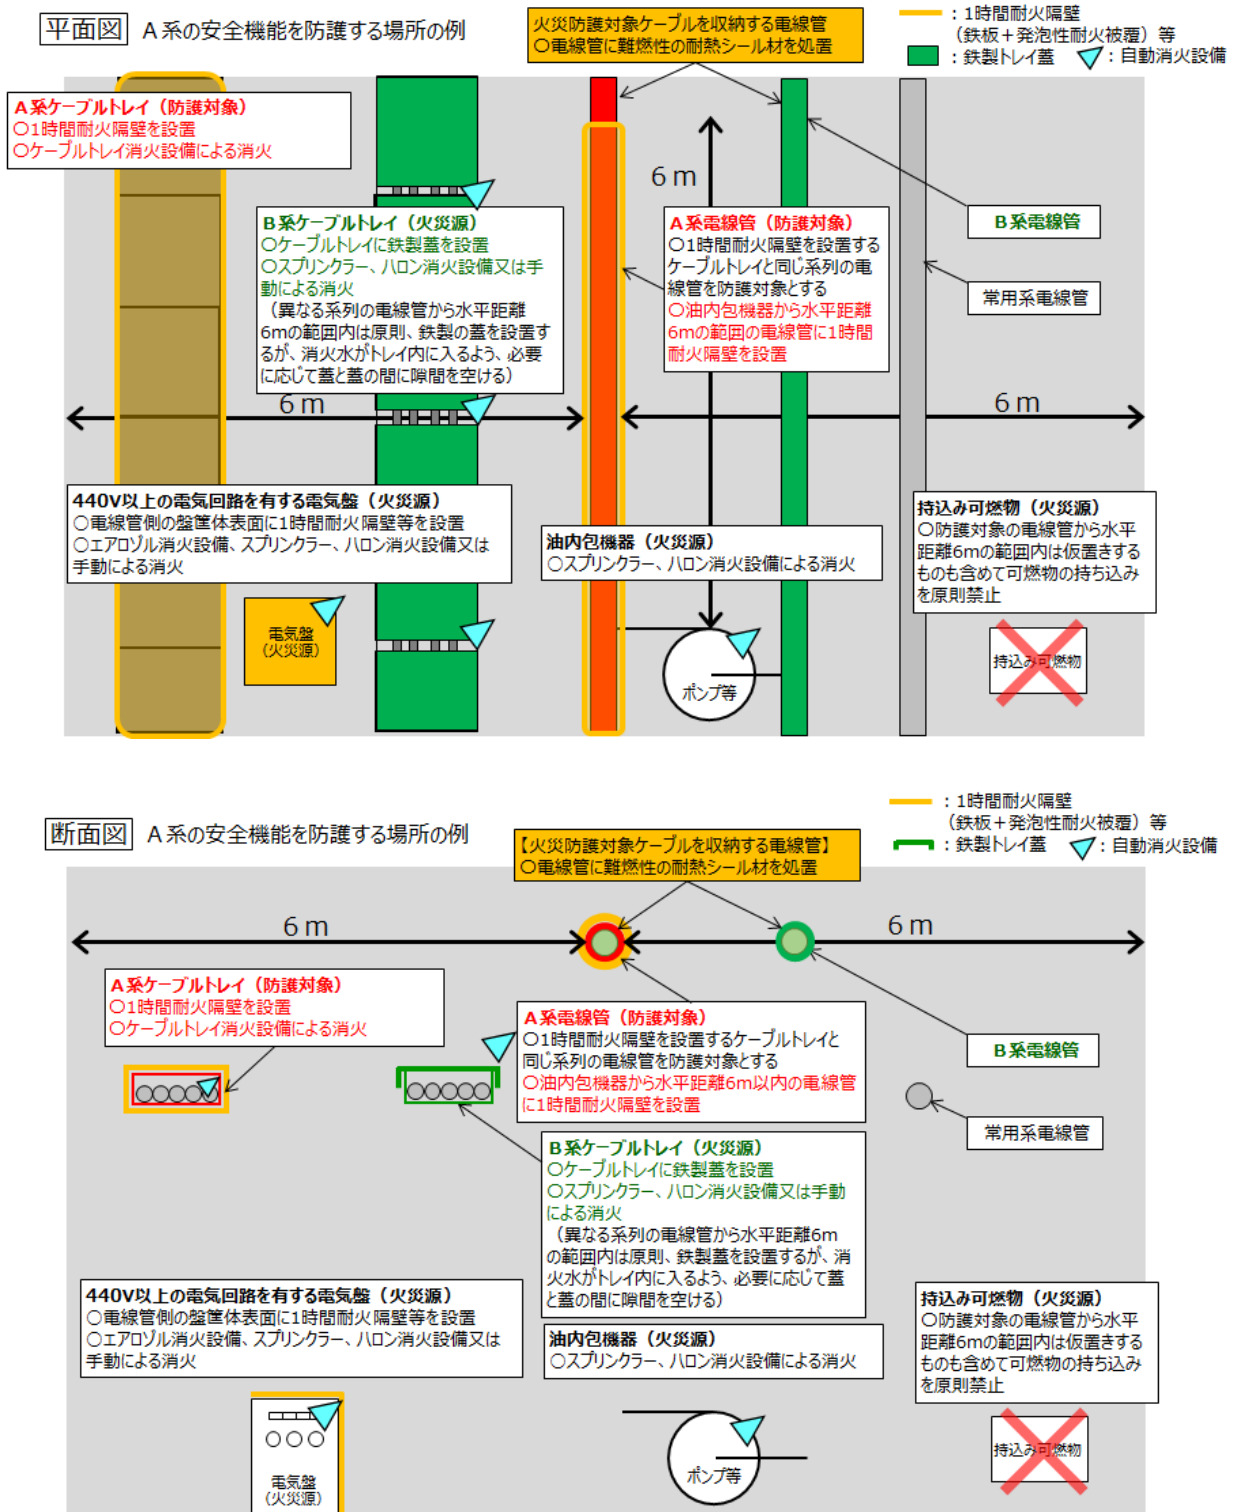 平面図 A系の安全機能を防護する場所の例
火災防護対象ケーブルを収納する電線管
○電線管に難燃性の耐熱シール材を処置
：1時間耐火隔壁
（鉄板＋発泡性耐火被覆）等
：鉄製トレイ蓋 ：自動消火設備
A系ケーブルトレイ（防護対象）
○1時間耐火隔壁を設置
○ケーブルトレイ消火設備による消火
6ｍ
B系ケーブルトレイ（火災源）
○ケーブルトレイに鉄製蓋を設置
○スプリンクラー、ハロン消火設備又は手
動による消火
（異なる系列の電線管から水平距離
6mの範囲内は原則、鉄製の蓋を設置す
るが、消火水がトレイ内に入るよう、必要
に応じて蓋と蓋の間に隙間を空ける）
A系電線管（防護対象）
○1時間耐火隔壁を設置する
ケーブルトレイと同じ系列の電
線管を防護対象とする
○油内包機器から水平距離
6mの範囲の電線管に1時間
耐火隔壁を設置
B系電線管
常用系電線管
6ｍ
6ｍ
440V以上の電気回路を有する電気盤（火災源）
○電線管側の盤筐体表面に1時間耐火隔壁等を設置
○エアロゾル消火設備、スプリンクラー、ハロン消火設備又は
手動による消火
油内包機器（火災源）
○スプリンクラー、ハロン消火設備による消火
持込み可燃物（火災源）
○防護対象の電線管から水平
距離6mの範囲内は仮置きする
ものも含めて可燃物の持ち込み
を原則禁止
電気盤
（火災源）
ポンプ等
持込み可燃物
断面図 A系の安全機能を防護する場所の例
【火災防護対象ケーブルを収納する電線管】
○電線管に難燃性の耐熱シール材を処置
：1時間耐火隔壁
（鉄板＋発泡性耐火被覆）等
：鉄製トレイ蓋 ：自動消火設備
6ｍ
6ｍ
A系ケーブルトレイ（防護対象）
○1時間耐火隔壁を設置
○ケーブルトレイ消火設備による消火
A系電線管（防護対象）
○1時間耐火隔壁を設置するケーブルトレイと
同じ系列の電線管を防護対象とする
○油内包機器から水平距離6m以内の電線管
に1時間耐火隔壁を設置
B系電線管
常用系電線管
B系ケーブルトレイ（火災源）
○ケーブルトレイに鉄製蓋を設置
○スプリンクラー、ハロン消火設備又は手動
による消火
（異なる系列の電線管から水平距離6m
の範囲内は原則、鉄製蓋を設置するが、消
火水がトレイ内に入るよう、必要に応じて蓋
と蓋の間に隙間を空ける）
440V以上の電気回路を有する電気盤（火災源）
○電線管側の盤筐体表面に1時間耐火隔壁等を設置
○エアロゾル消火設備、スプリンクラー、ハロン消火設備又は
手動による消火
油内包機器（火災源）
○スプリンクラー、ハロン消火設備による消火
持込み可燃物（火災源）
○防護対象の電線管から水平
距離6mの範囲内は仮置きする
ものも含めて可燃物の持ち込み
を原則禁止
電気盤
（火災源）
ポンプ等
持込み可燃物